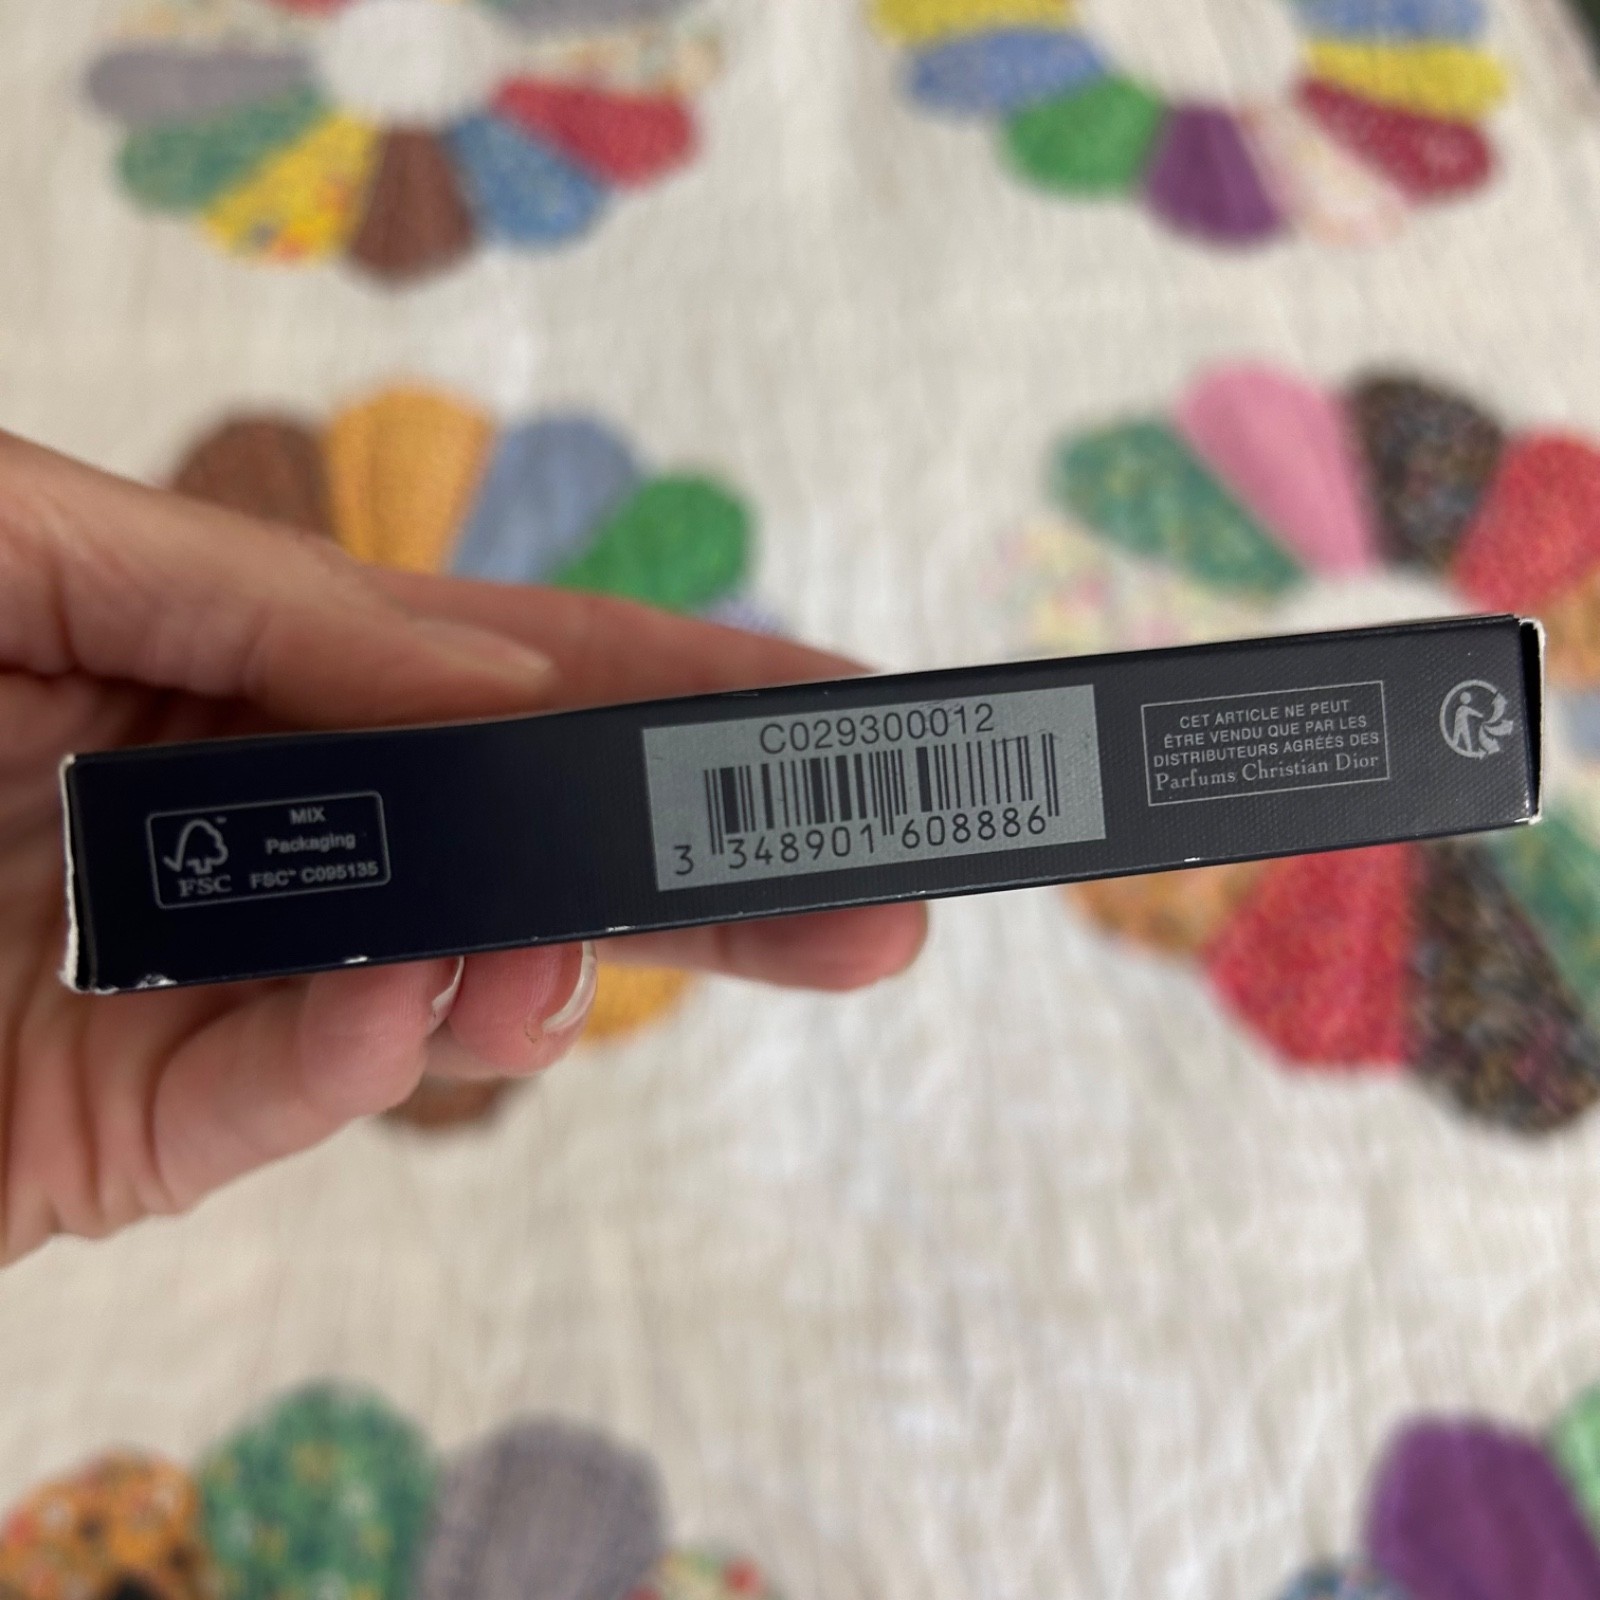 MIX
Packaging
FSC™ C095135
FSC™
C029300012
3 348901 608886
CET ARTICLE NE PEUT
ÊTRE VENDU QUE PAR LES
DISTRIBUTEURS AGRÉÉS DES
Parfums Christian Dior